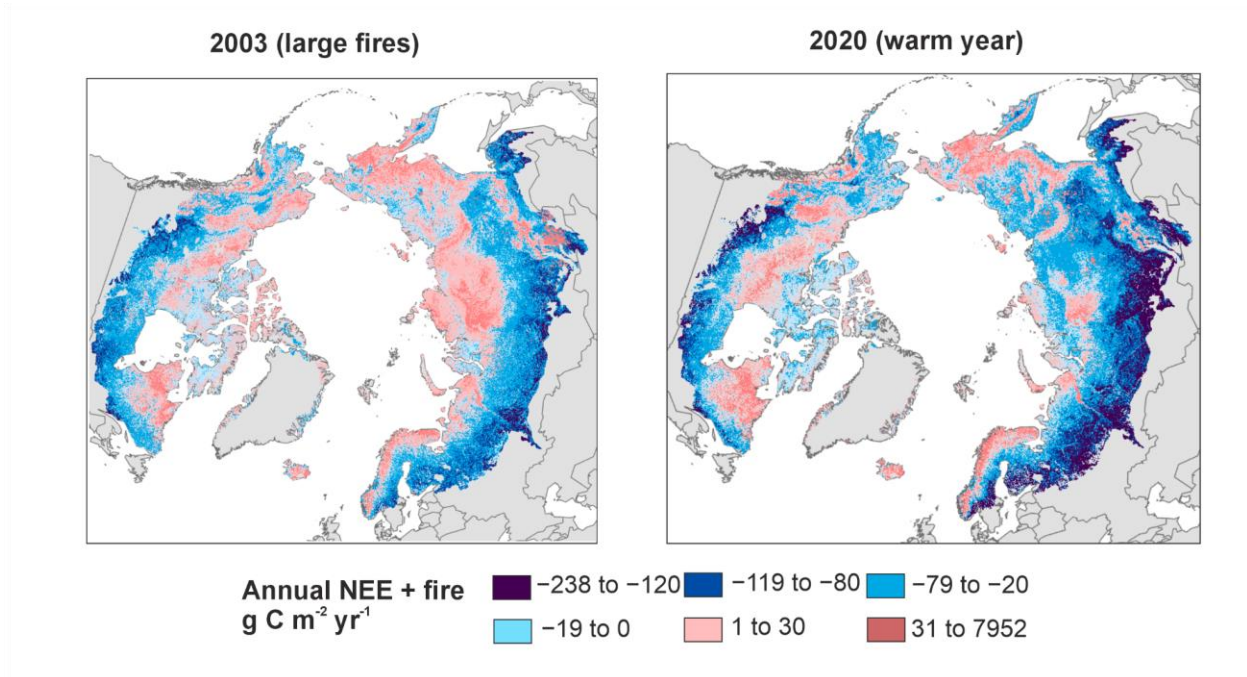 2003 (large fires)
2020 (warm year)
Annual NEE + fire
g C m⁻² yr⁻¹
−238 to −120
−119 to −80
−79 to −20
−19 to 0
1 to 30
31 to 7952